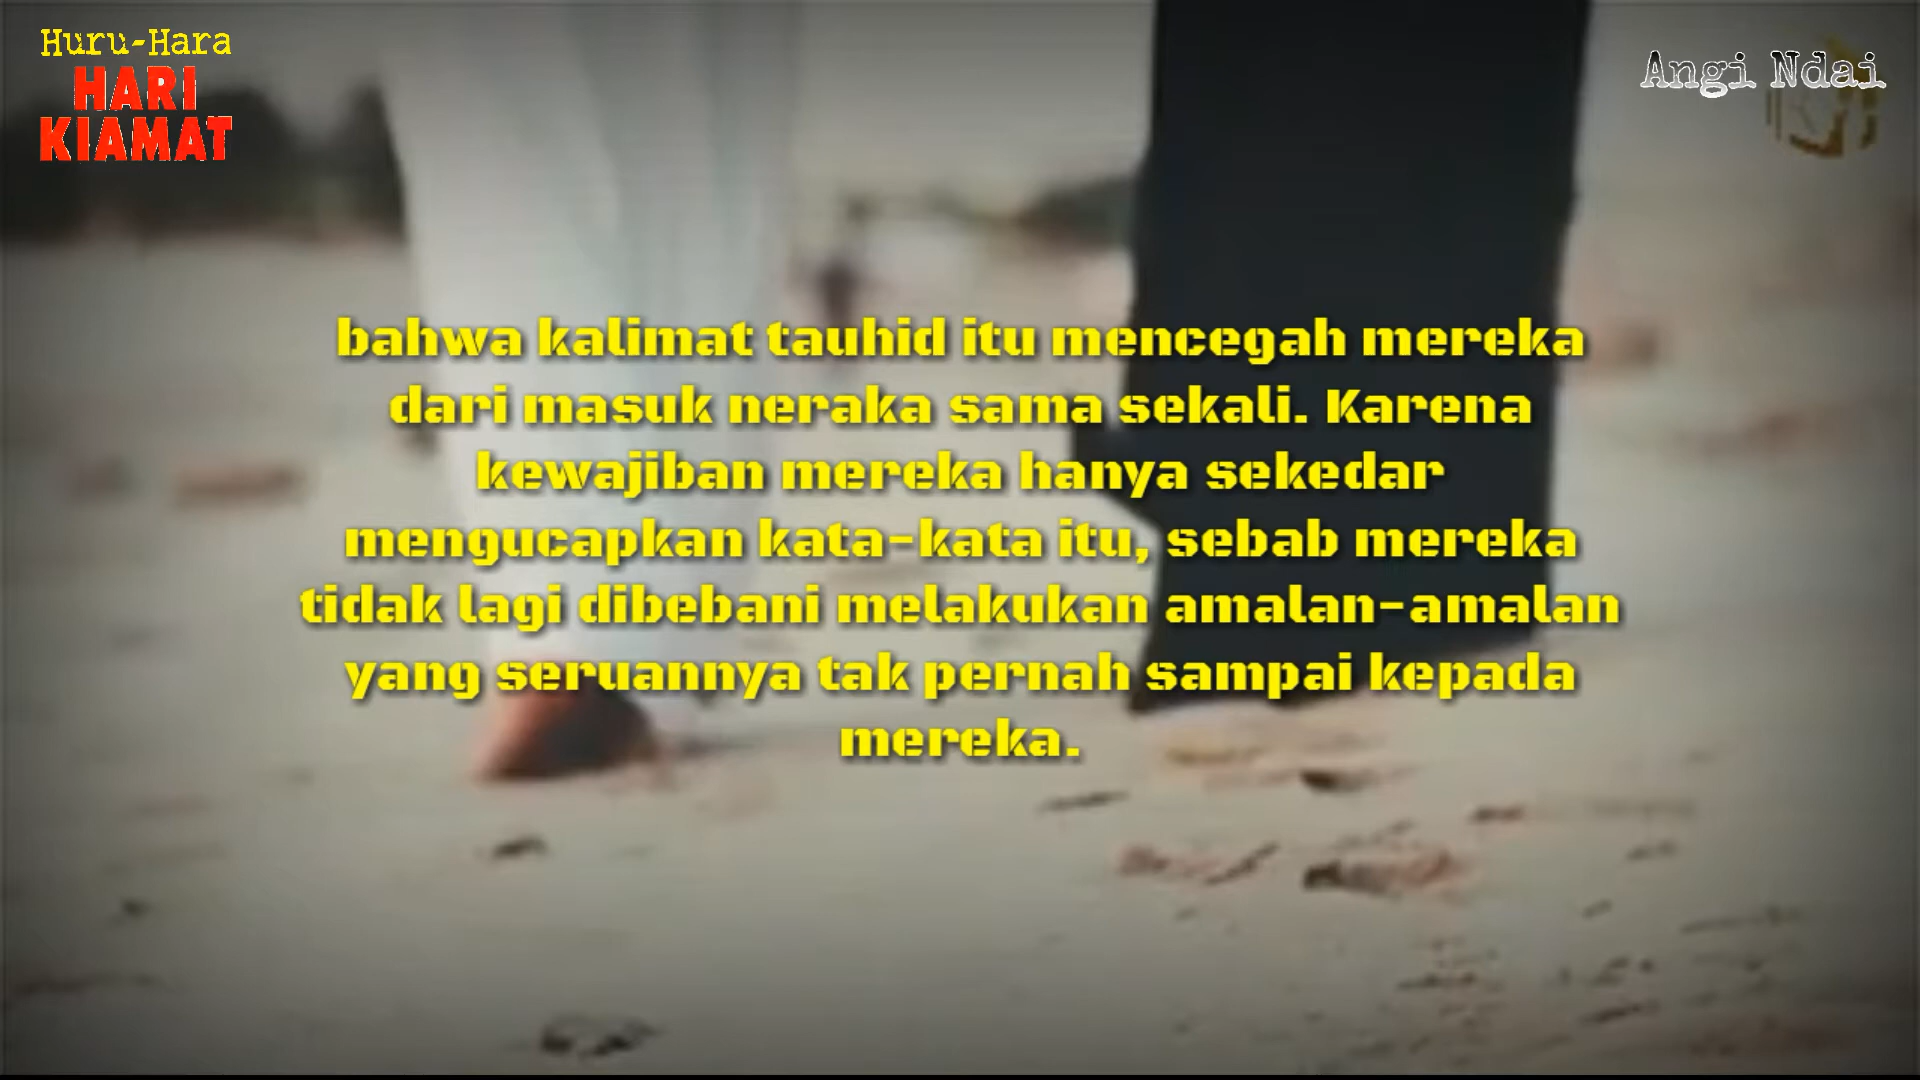 Huru-Hara
HARI
KIAMAT
Angi Ndai
bahwa kalimat tauhid itu mencegah mereka
dari masuk neraka sama sekali. Karena
kewajiban mereka hanya sekedar
mengucapkan kata-kata itu, sebab mereka
tidak lagi dibebani melakukan amalan-amalan
yang seruannya tak pernah sampai kepada
mereka.